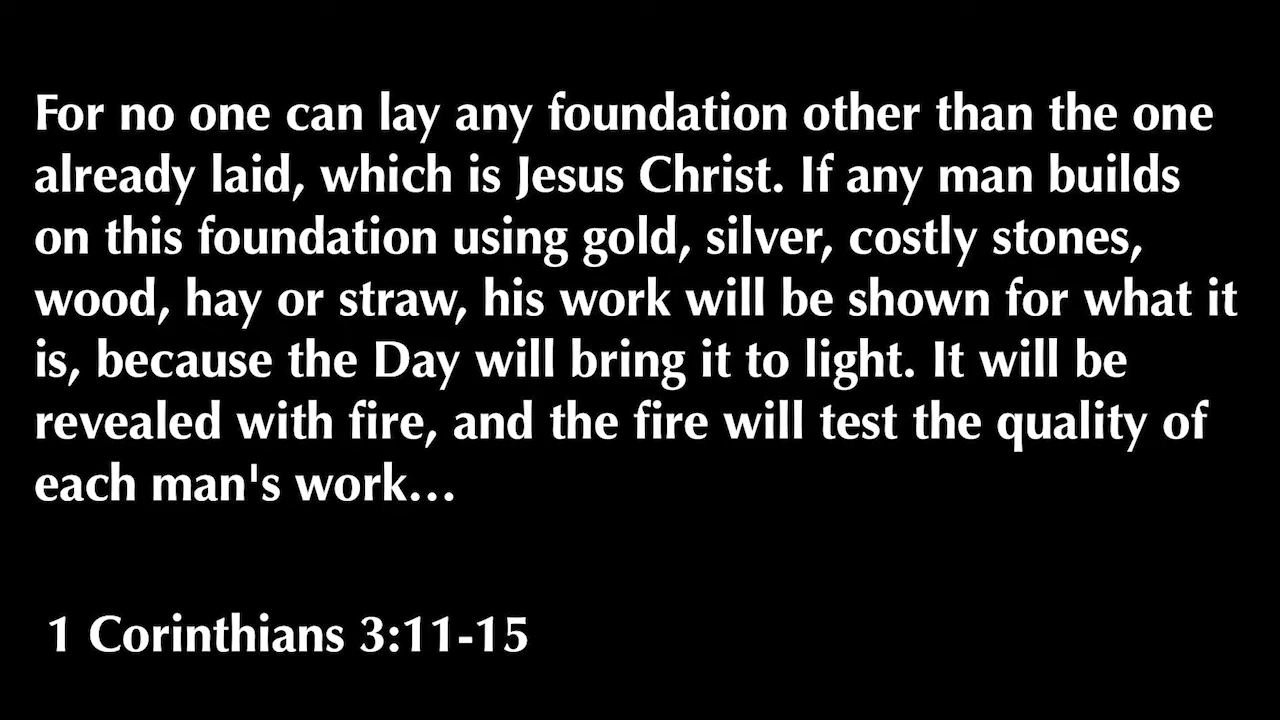 For no one can lay any foundation other than the one
already laid, which is Jesus Christ. If any man builds
on this foundation using gold, silver, costly stones,
wood, hay or straw, his work will be shown for what it
is, because the Day will bring it to light. It will be
revealed with fire, and the fire will test the quality of
each man's work…
1 Corinthians 3:11-15